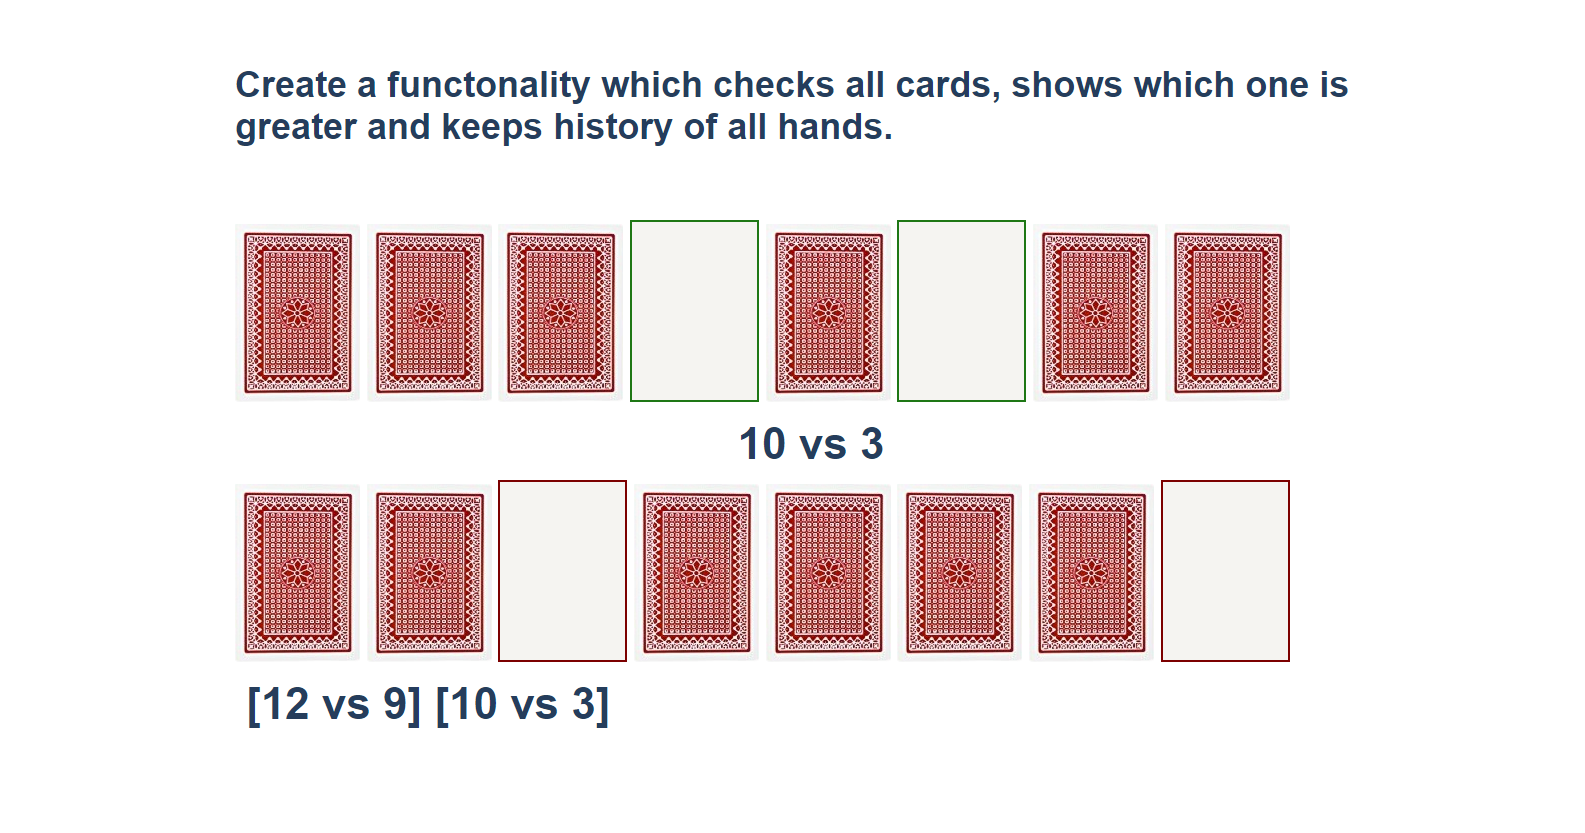 Create a functonality which checks all cards, shows which one is
greater and keeps history of all hands.
10 vs 3
[12 vs 9] [10 vs 3]